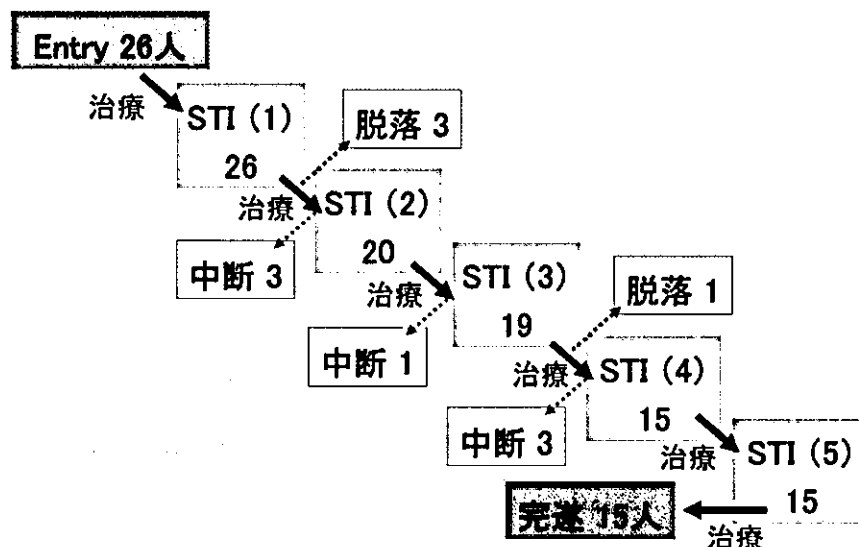 Entry 26人
治療
STI (1)
26
脱落 3
治療
STI (2)
20
中断 3
治療
STI (3)
19
脱落 1
中断 1
治療
STI (4)
15
中断 3
治療
STI (5)
15
完遂 15人
治療